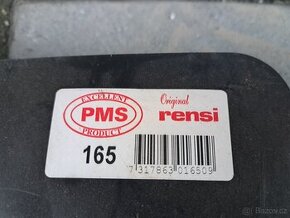 EXCELLENT
PMS
PRODUCT
Original
rensi
165
7 317863 016509
Bazos.cz